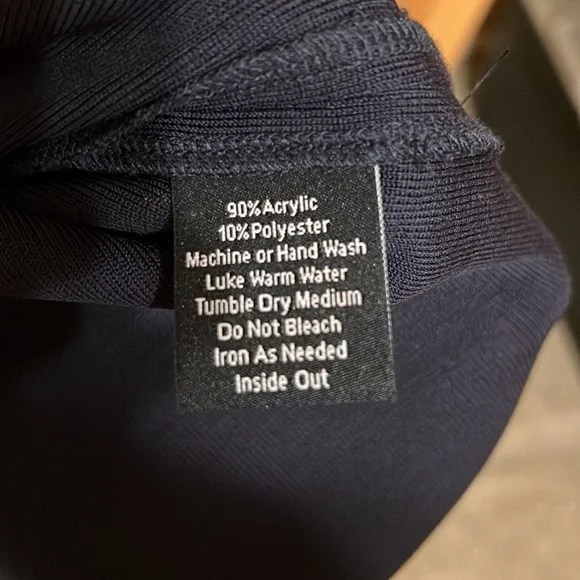 90%Acrylic
10%Polyester
Machine or Hand Wash
Luke Warm Water
Tumble Dry Medium
Do Not Bleach
Iron As Needed
Inside Out